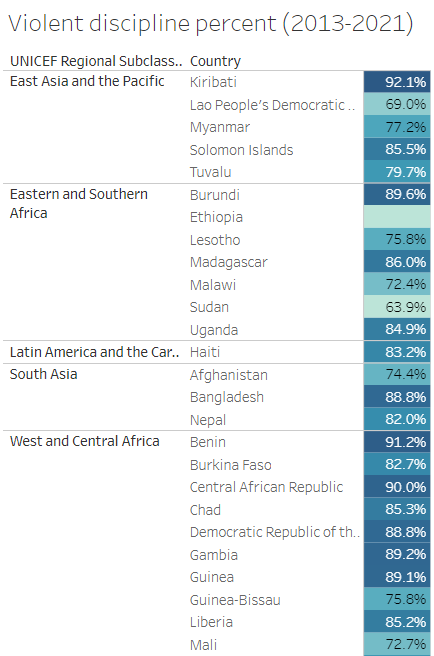 Violent discipline percent (2013-2021)
UNICEF Regional Subclass.. Country
East Asia and the Pacific Kiribati 92.1%
Lao People's Democratic .. 69.0%
Myanmar 77.2%
Solomon Islands 85.5%
Tuvalu 79.7%
Eastern and Southern Burundi 89.6%
Africa Ethiopia
Lesotho 75.8%
Madagascar 86.0%
Malawi 72.4%
Sudan 63.9%
Uganda 84.9%
Latin America and the Car.. Haiti 83.2%
South Asia Afghanistan 74.4%
Bangladesh 88.8%
Nepal 82.0%
West and Central Africa Benin 91.2%
Burkina Faso 82.7%
Central African Republic 90.0%
Chad 85.3%
Democratic Republic of th.. 88.8%
Gambia 89.2%
Guinea 89.1%
Guinea-Bissau 75.8%
Liberia 85.2%
Mali 72.7%